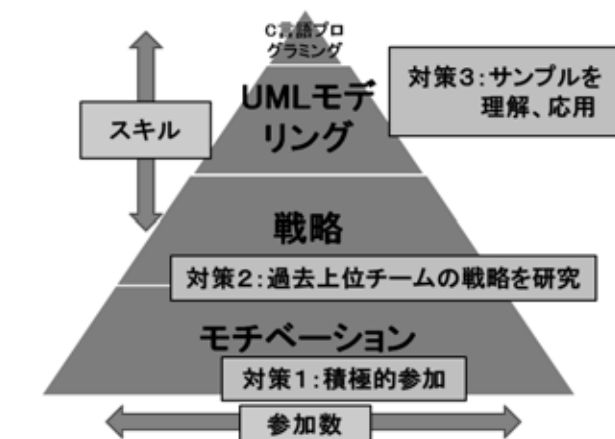 C言語プロ
グラミング
対策3:サンプルを
理解、応用
UMLモデ
リング
スキル
戦略
対策2:過去上位チームの戦略を研究
モチベーション
対策1:積極的参加
参加数